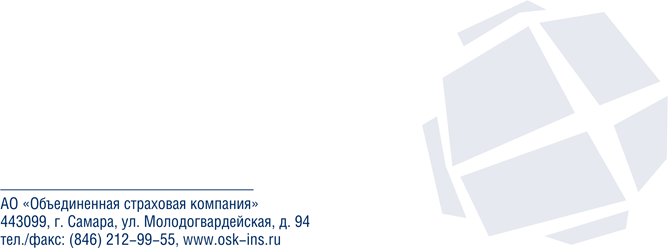 АО «Объединенная страховая компания»
443099, г. Самара, ул. Молодогвардейская, д. 94
тел./факс: (846) 212-99-55, www.osk-ins.ru